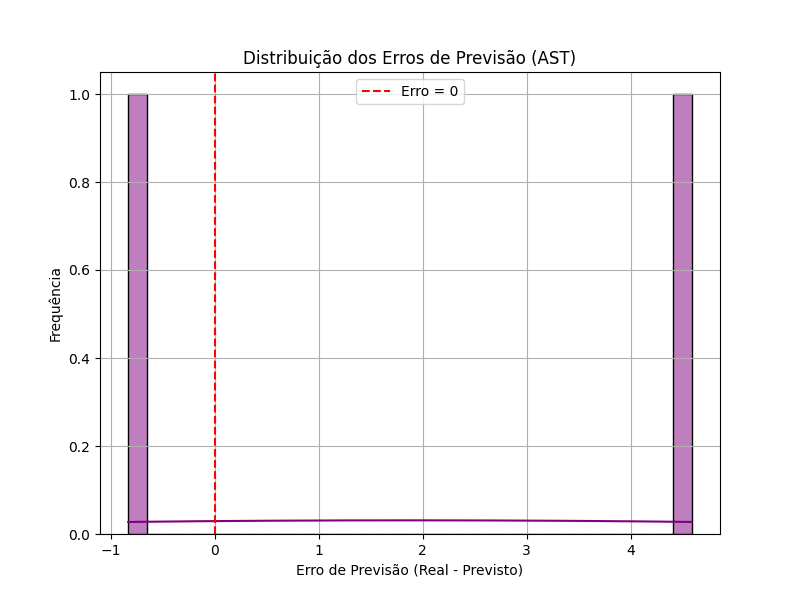 Distribuição dos Erros de Previsão (AST)
Erro = 0
Frequência
1.0
0.8
0.6
0.4
0.2
0.0
−1 0 1 2 3 4
Erro de Previsão (Real - Previsto)